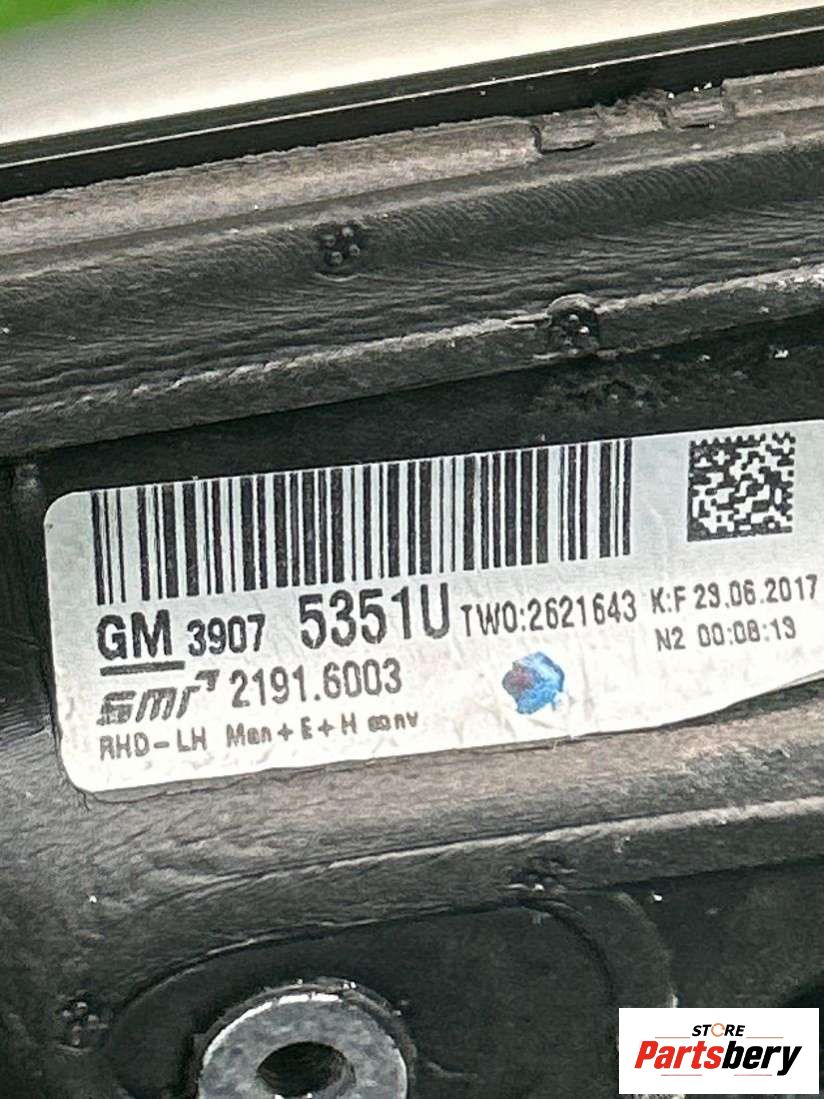 GM 3907 5351U TWO:2621643 K:F 23.06.2017
N2 00:08:13
smr 2191.6003
RHD-LH Man+E+H conv
STORE
Partsbery